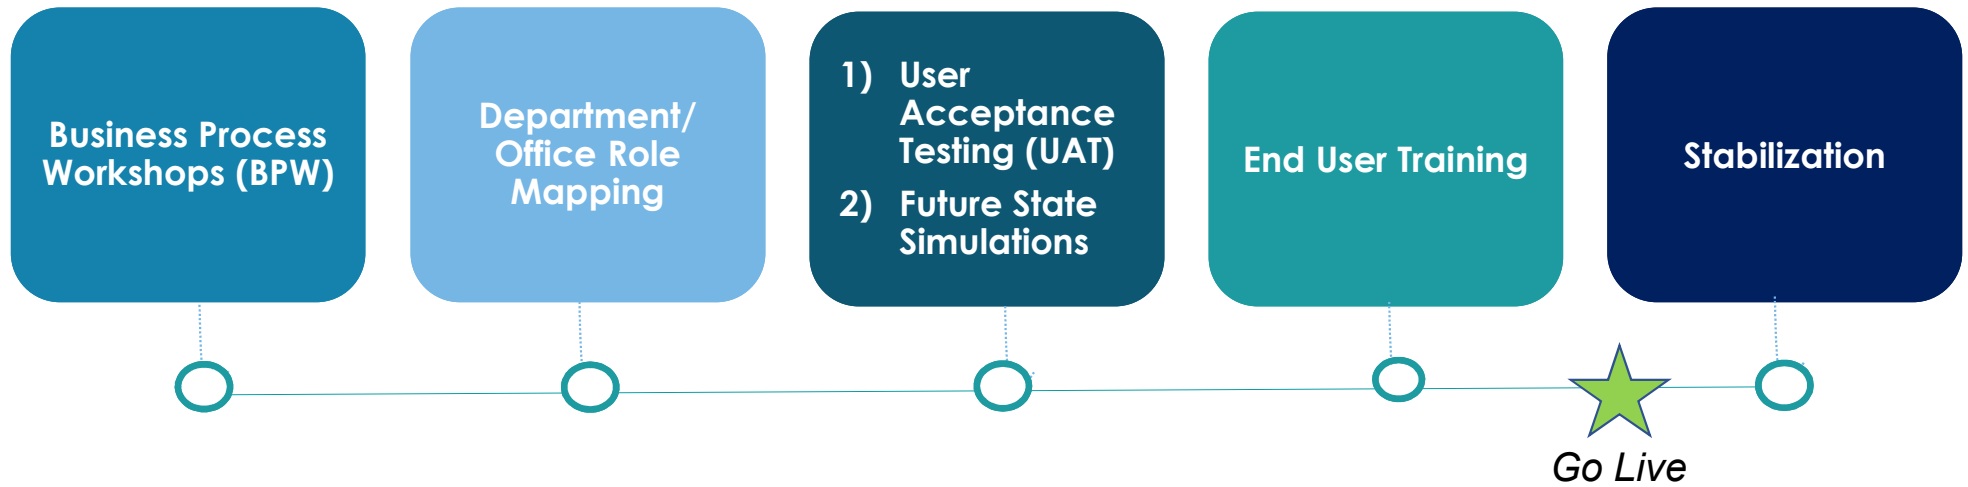 Business Process
Workshops (BPW)
Department/
Office Role
Mapping
1) User
Acceptance
Testing (UAT)
2) Future State
Simulations
End User Training
Stabilization
Go Live